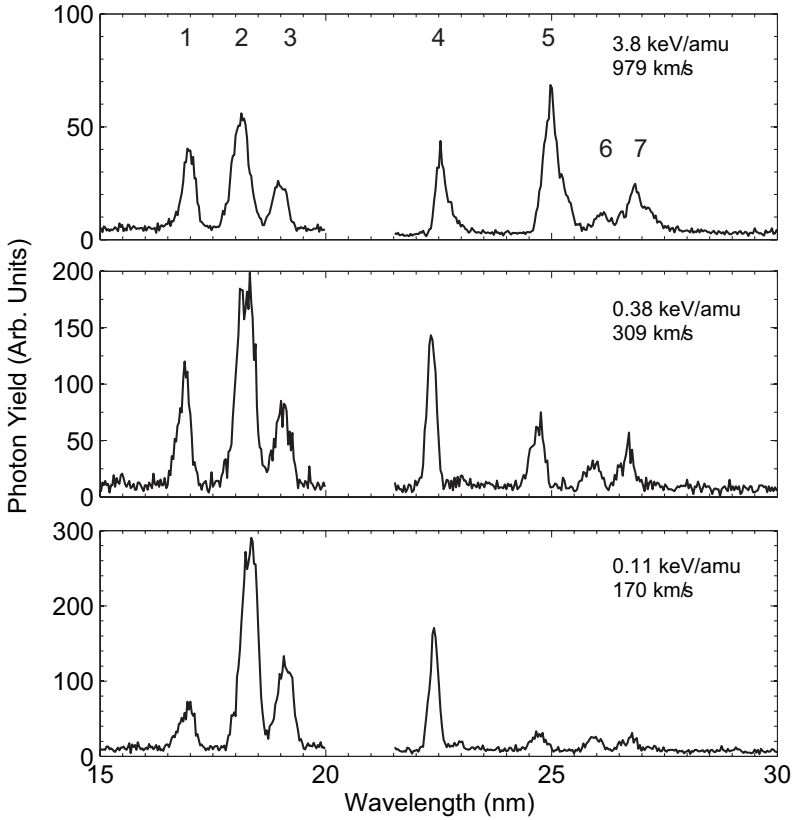 100
50
0
1 2 3 4 5 6 7
3.8 keV/amu
979 km/s
200
150
100
50
0
0.38 keV/amu
309 km/s
300
200
100
0
0.11 keV/amu
170 km/s
15 20 25 30
Wavelength (nm)
Photon Yield (Arb. Units)